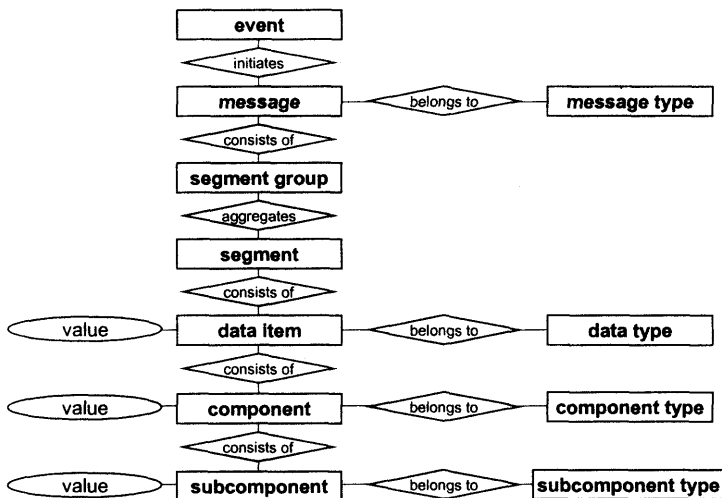 event
initiates
message
belongs to
message type
consists of
segment group
aggregates
segment
consists of
value
data item
belongs to
data type
consists of
value
component
belongs to
component type
consists of
value
subcomponent
belongs to
subcomponent type